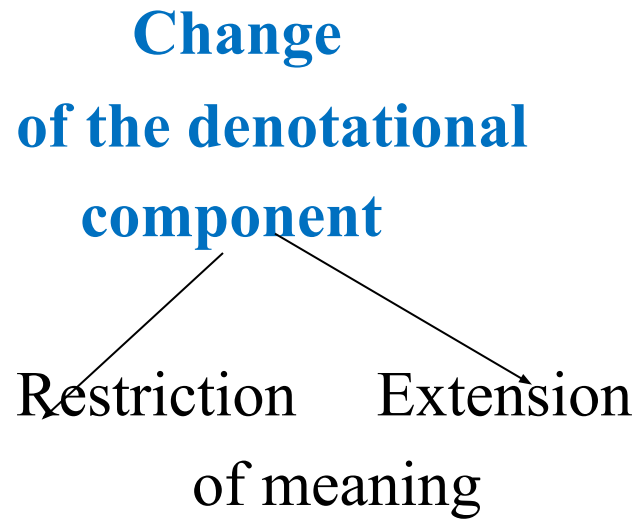 Change
of the denotational
component
Restriction Extension
of meaning